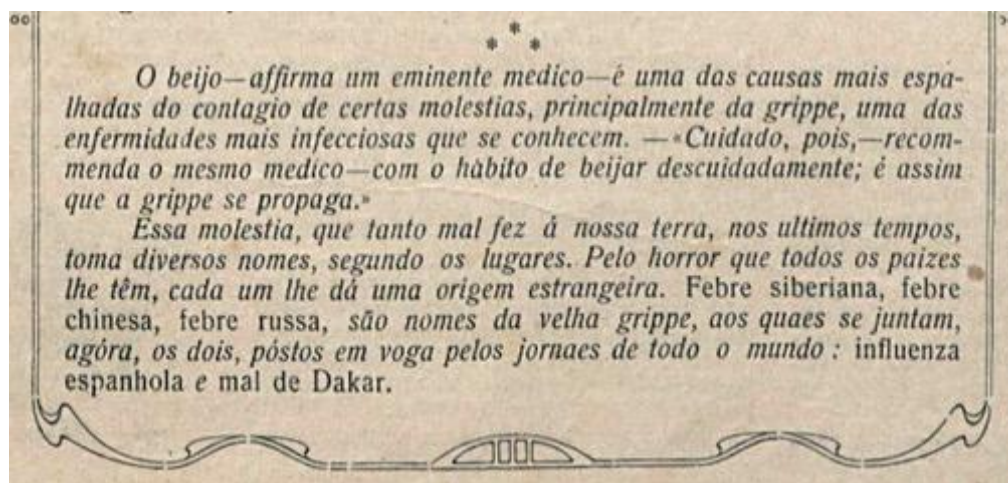 * * *
O beijo—affirma um eminente medico—é uma das causas mais espa-
lhadas do contagio de certas molestias, principalmente da grippe, uma das
enfermidades mais infecciosas que se conhecem. —«Cuidado, pois,—recom-
menda o mesmo medico—com o hàbito de beijar descuidadamente; é assim
que a grippe se propaga.»
Essa molestia, que tanto mal fez á nossa terra, nos ultimos tempos,
toma diversos nomes, segundo os lugares. Pelo horror que todos os paizes
lhe têm, cada um lhe dá uma origem estrangeira. Febre siberiana, febre
chinesa, febre russa, são nomes da velha grippe, aos quaes se juntam,
agóra, os dois, póstos em voga pelos jornaes de todo o mundo : influenza
espanhola e mal de Dakar.